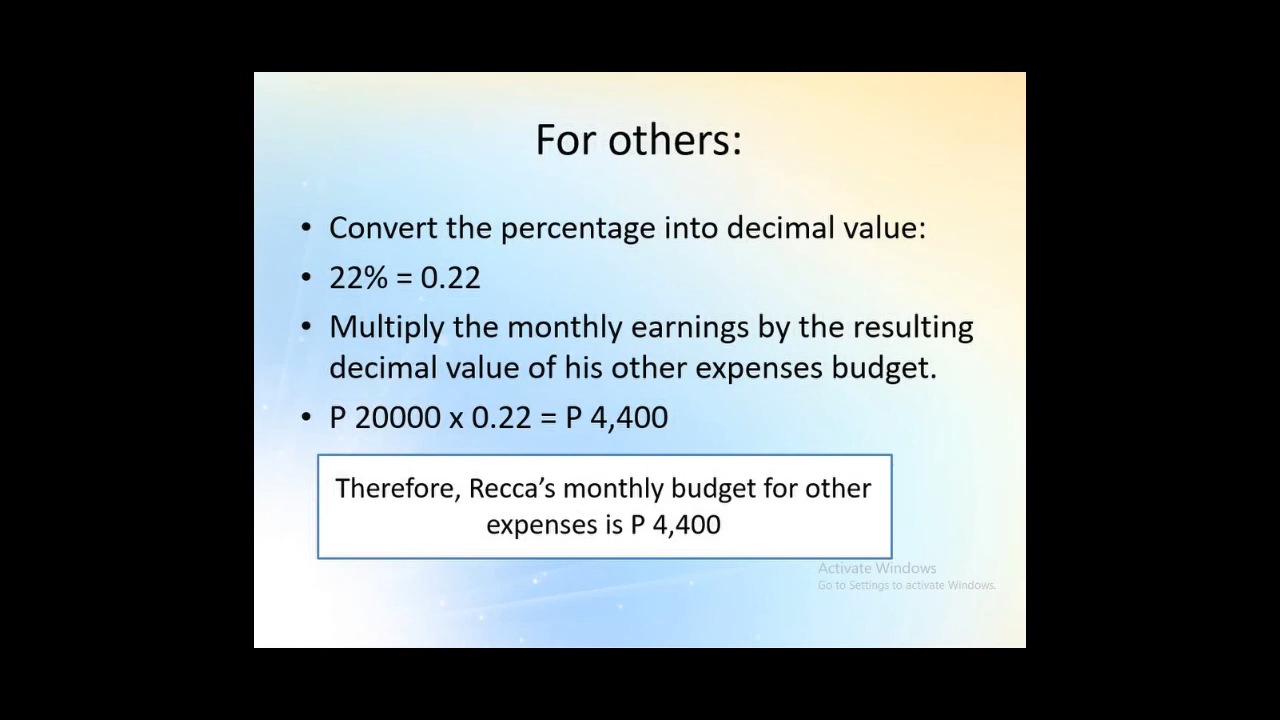 For others:
• Convert the percentage into decimal value:
• 22% = 0.22
• Multiply the monthly earnings by the resulting
decimal value of his other expenses budget.
• P 20000 x 0.22 = P 4,400
Therefore, Recca’s monthly budget for other
expenses is P 4,400
Activate Windows
Go to Settings to activate Windows.